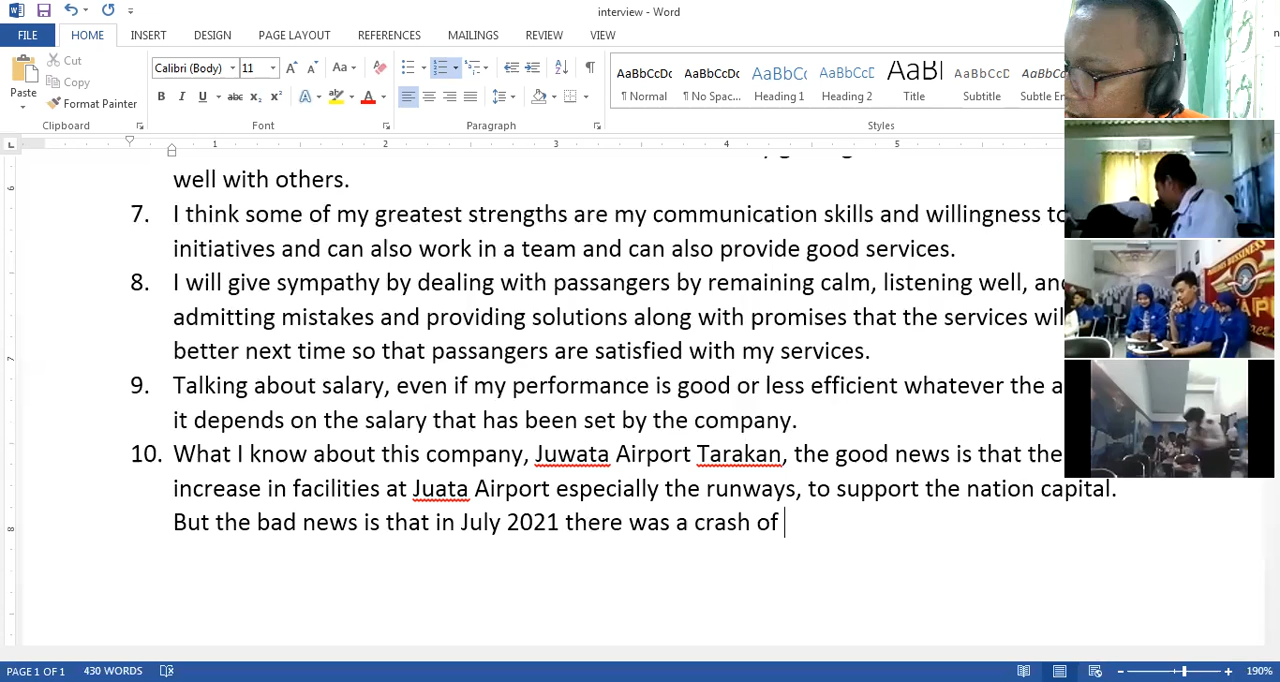 interview - Word
FILE HOME INSERT DESIGN PAGE LAYOUT REFERENCES MAILINGS REVIEW VIEW
Cut
Copy
Paste
Format Painter
Calibri (Body) 11
Clipboard Font Paragraph Styles
AaBbCcDc AaBbCcDc AaBbCc AaBbCcD AaBl AaBbCcD AaBbCcDc
¶ Normal ¶ No Spac... Heading 1 Heading 2 Title Subtitle Subtle Em
well with others.
7. I think some of my greatest strengths are my communication skills and willingness to
initiatives and can also work in a team and can also provide good services.
8. I will give sympathy by dealing with passangers by remaining calm, listening well, and
admitting mistakes and providing solutions along with promises that the services wil
better next time so that passangers are satisfied with my services.
9. Talking about salary, even if my performance is good or less efficient whatever the a
it depends on the salary that has been set by the company.
10. What I know about this company, Juwata Airport Tarakan, the good news is that the
increase in facilities at Juata Airport especially the runways, to support the nation capital.
But the bad news is that in July 2021 there was a crash of
PAGE 1 OF 1 430 WORDS 190%